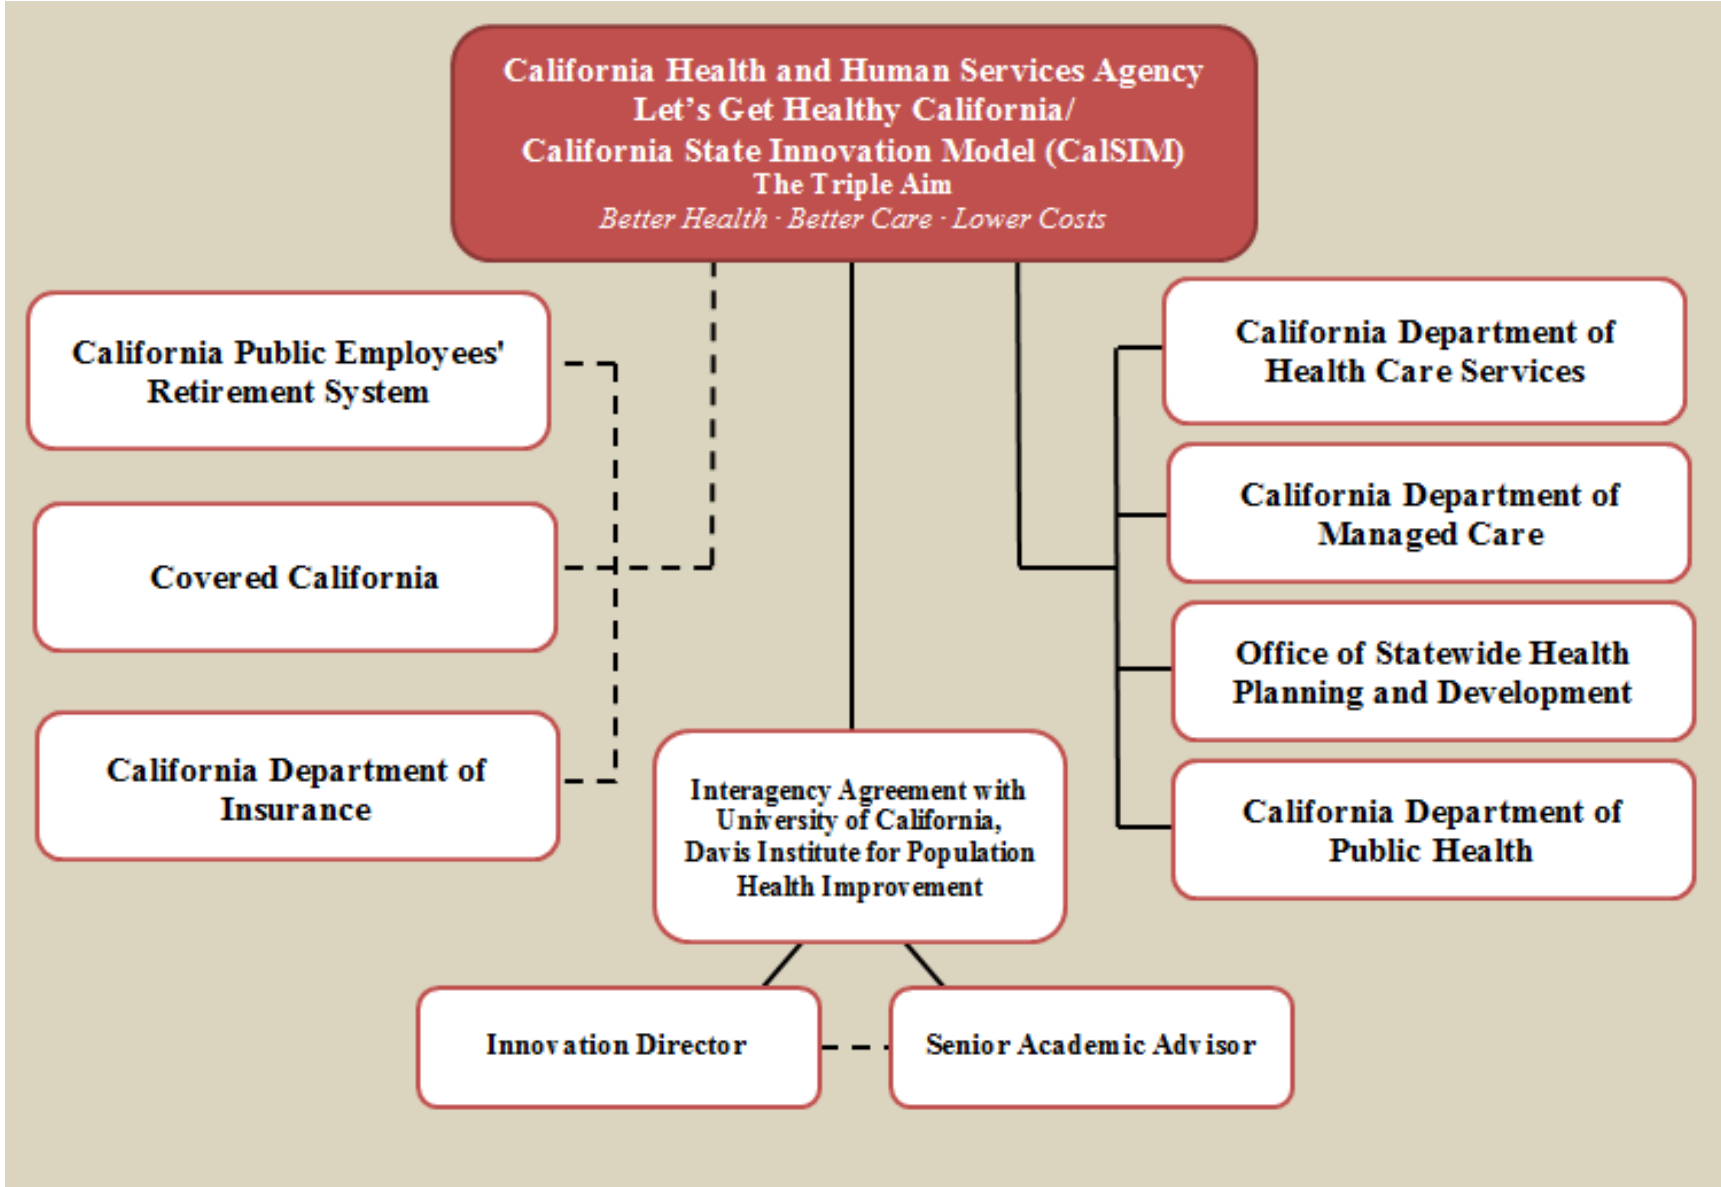 California Health and Human Services Agency
Let's Get Healthy California/
California State Innovation Model (CalSIM)
The Triple Aim
Better Health · Better Care · Lower Costs
California Public Employees'
Retirement System
Covered California
California Department of
Insurance
California Department of
Health Care Services
California Department of
Managed Care
Office of Statewide Health
Planning and Development
California Department of
Public Health
Interagency Agreement with
University of California,
Davis Institute for Population
Health Improvement
Innovation Director
Senior Academic Advisor